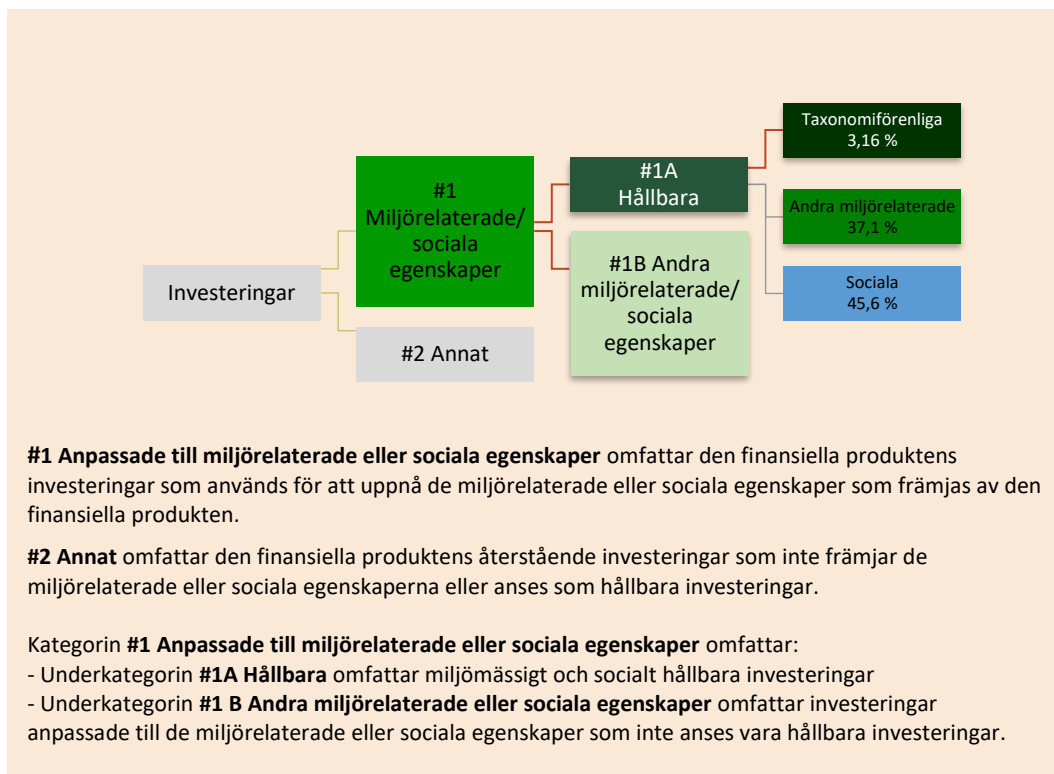 Taxonomiförenliga
3,16 %
#1
Miljörelaterade/
sociala
egenskaper
#1A
Hållbara
Andra miljörelaterade
37,1 %
#1B Andra
miljörelaterade/
sociala
egenskaper
Investeringar
Sociala
45,6 %
#2 Annat
#1 Anpassade till miljörelaterade eller sociala egenskaper omfattar den finansiella produktens
investeringar som används för att uppnå de miljörelaterade eller sociala egenskaper som främjas av den
finansiella produkten.
#2 Annat omfattar den finansiella produktens återstående investeringar som inte främjar de
miljörelaterade eller sociala egenskaperna eller anses som hållbara investeringar.
Kategorin #1 Anpassade till miljörelaterade eller sociala egenskaper omfattar:
- Underkategorin #1A Hållbara omfattar miljömässigt och socialt hållbara investeringar
- Underkategorin #1 B Andra miljörelaterade eller sociala egenskaper omfattar investeringar
anpassade till de miljörelaterade eller sociala egenskaper som inte anses vara hållbara investeringar.